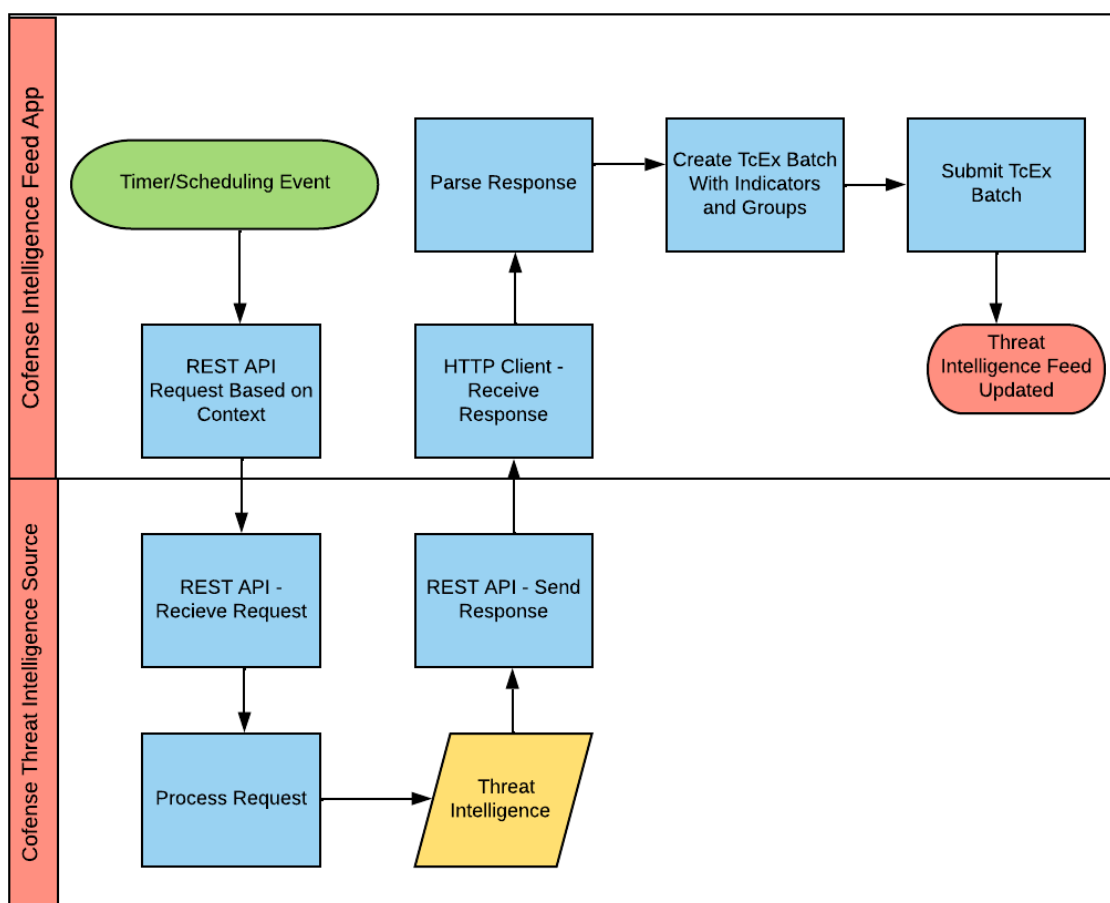 Cofense Intelligence Feed App
Timer/Scheduling Event
REST API
Request Based on
Context
HTTP Client -
Receive
Response
Parse Response
Create TcEx Batch
With Indicators
and Groups
Submit TcEx
Batch
Threat
Intelligence Feed
Updated
Cofense Threat Intelligence Source
REST API -
Recieve Request
Process Request
Threat
Intelligence
REST API - Send
Response